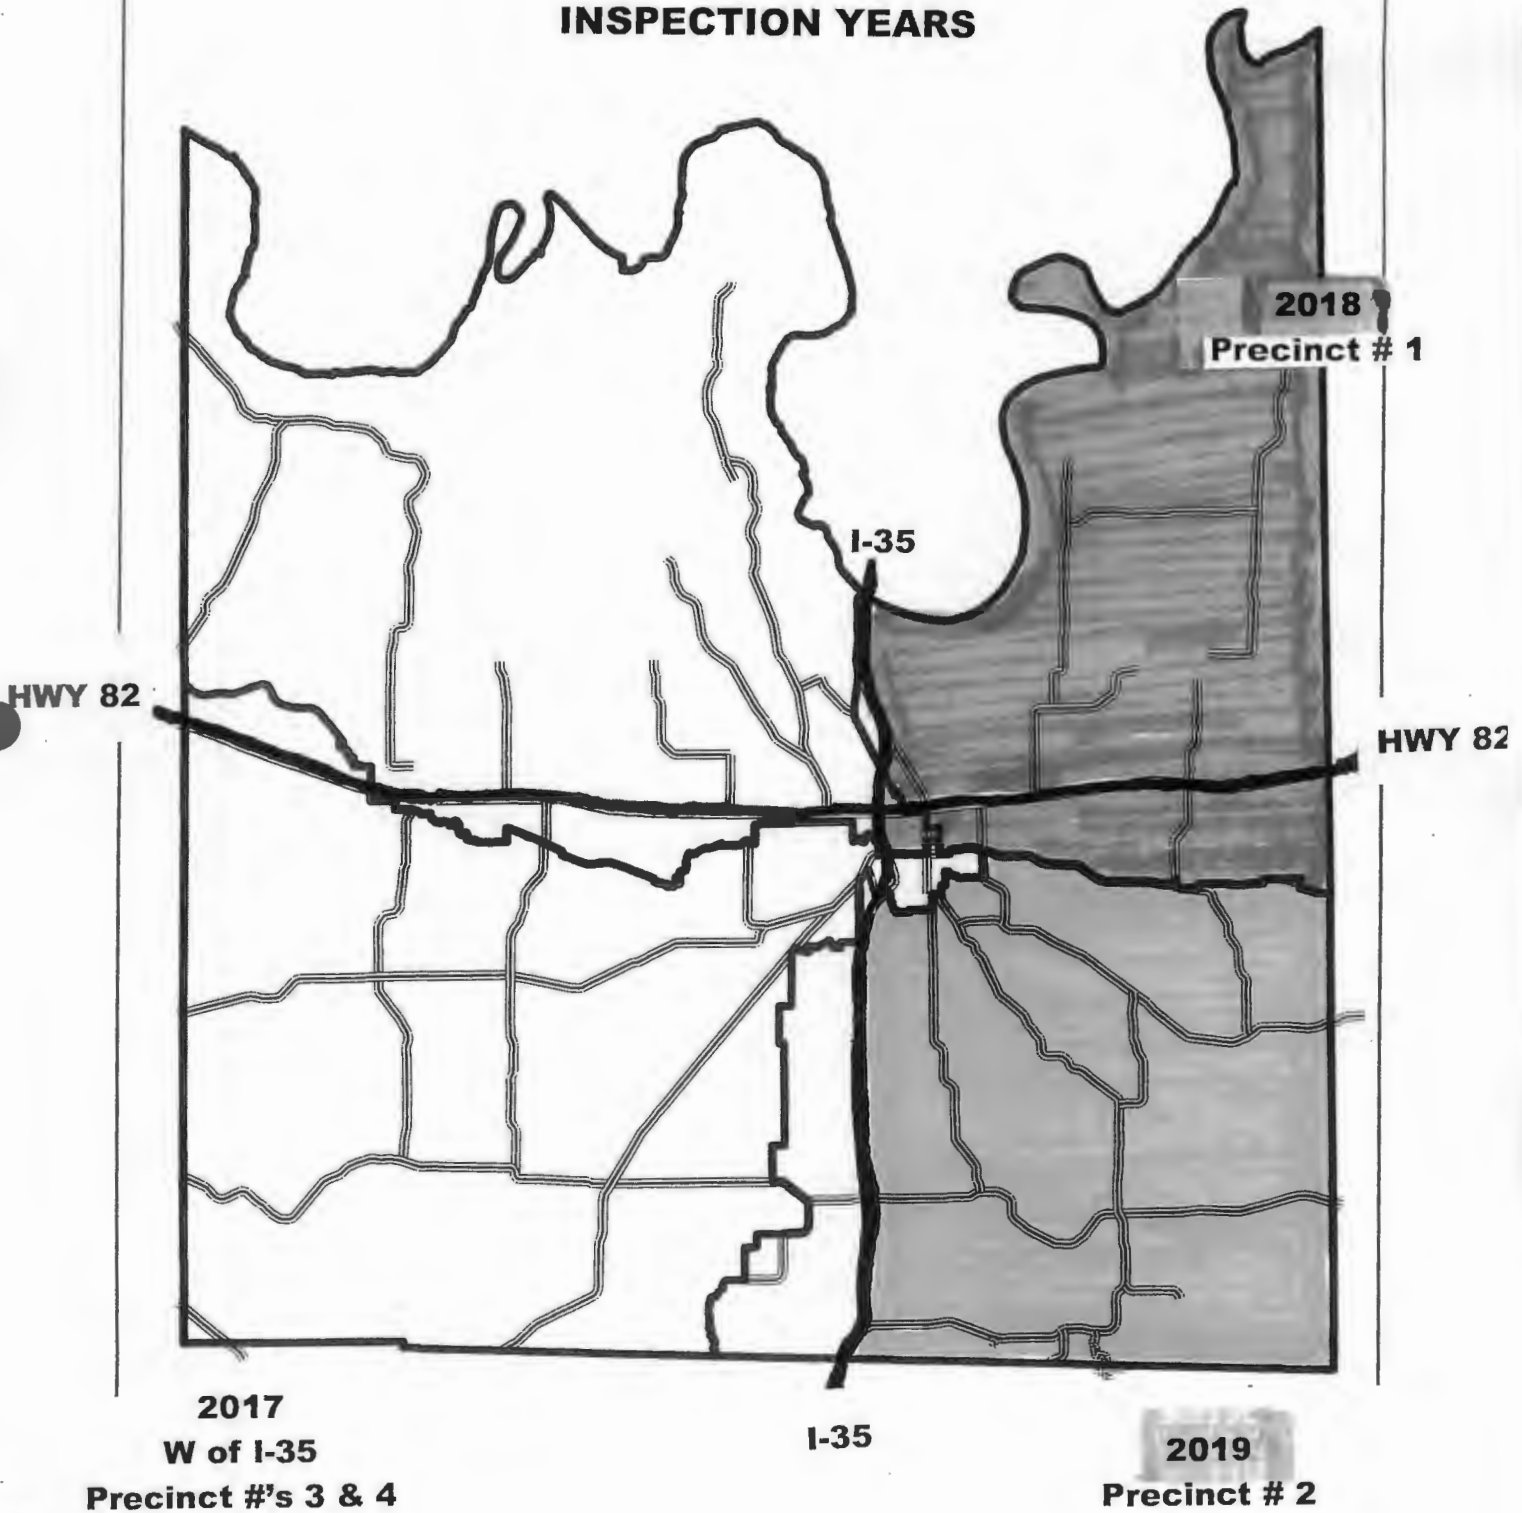 INSPECTION YEARS
2018
Precinct # 1
I-35
HWY 82
HWY 82
2017
W of I-35
Precinct #'s 3 & 4
I-35
2019
Precinct # 2